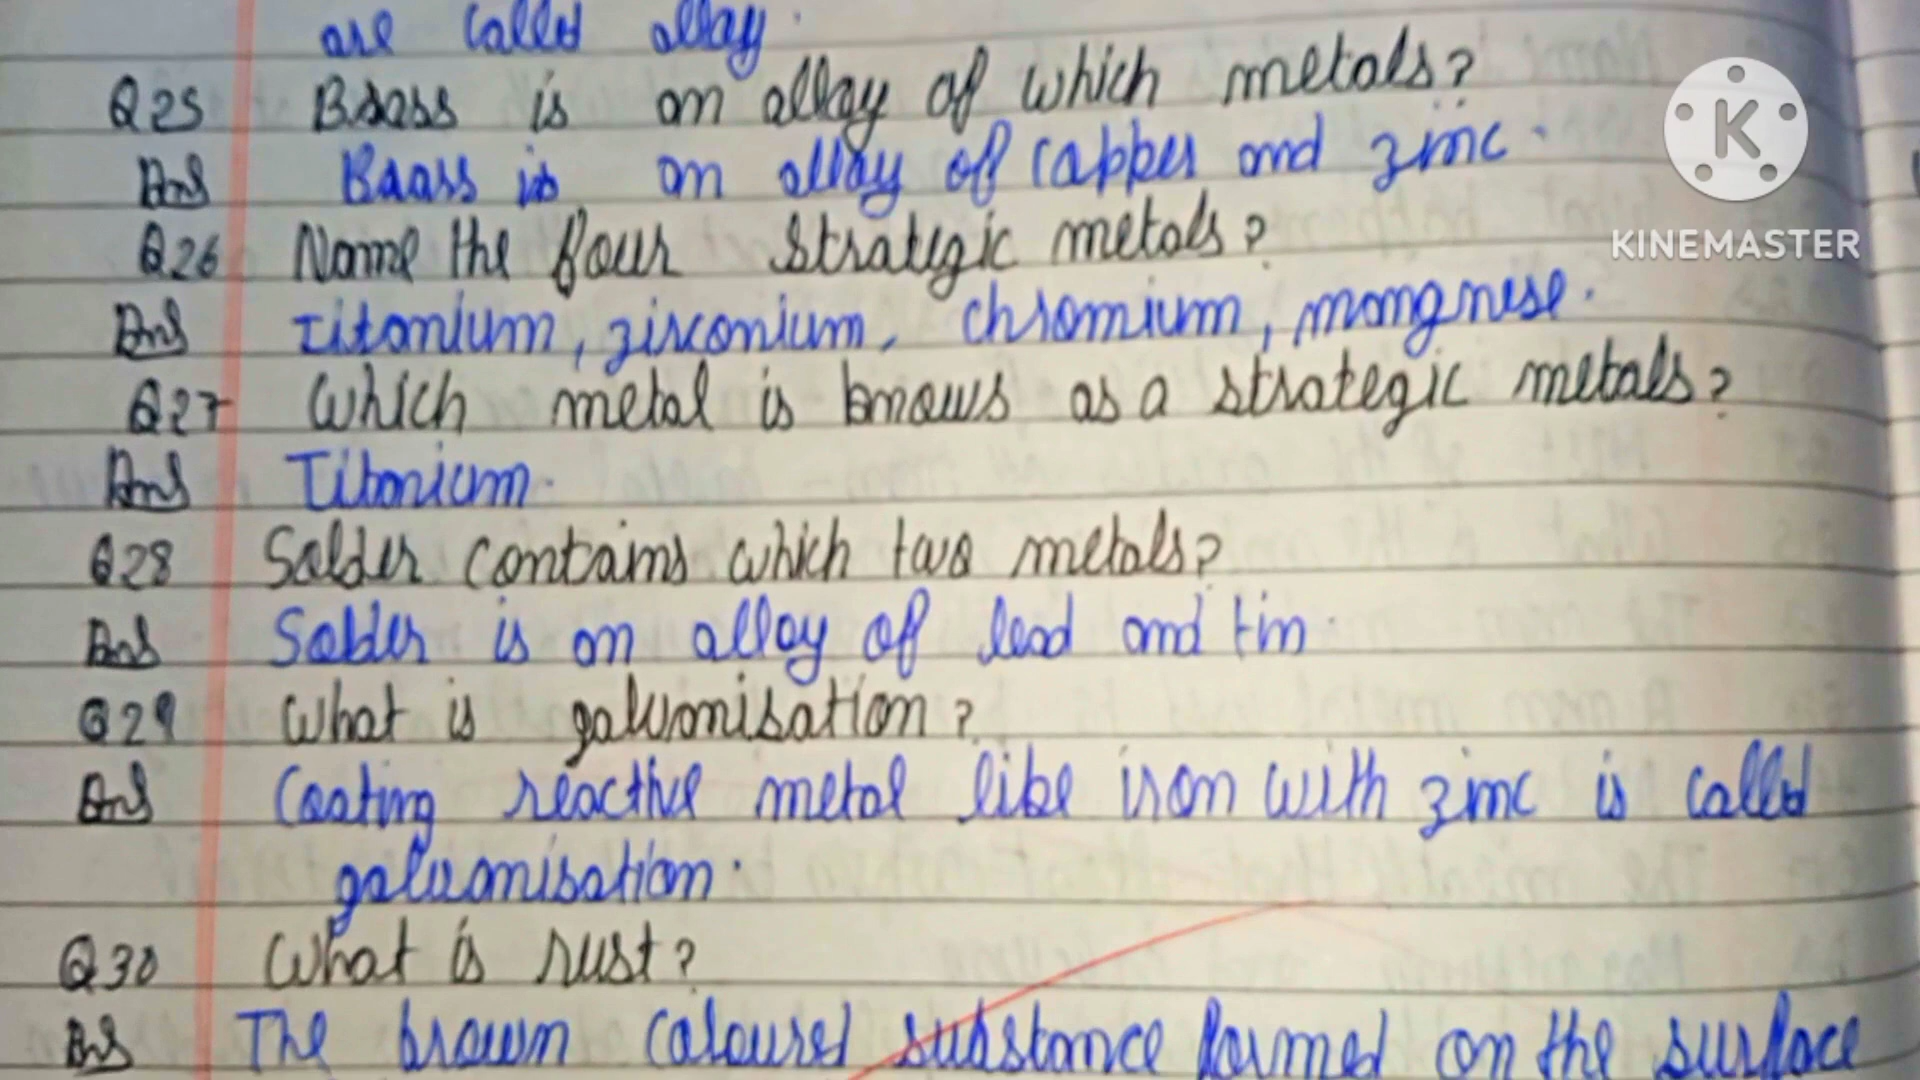 are called alloy.
Q25 Brass is an alloy of which metals?
Ans Brass is an alloy of copper and zinc.
Q26 Name the four strategic metals?
Ans Titanium, zirconium, chromium, mangnese.
Q27 Which metal is knows as a strategic metals?
Ans Titanium.
Q28 Solder contains which two metals?
Ans Solder is an alloy of lead and tin.
Q29 What is galvanisation?
Ans Coating reactive metal like iron with zinc is called
galvanisation.
Q30 What is rust?
Ans The brown coloured substance formed on the surface
K
KINEMASTER